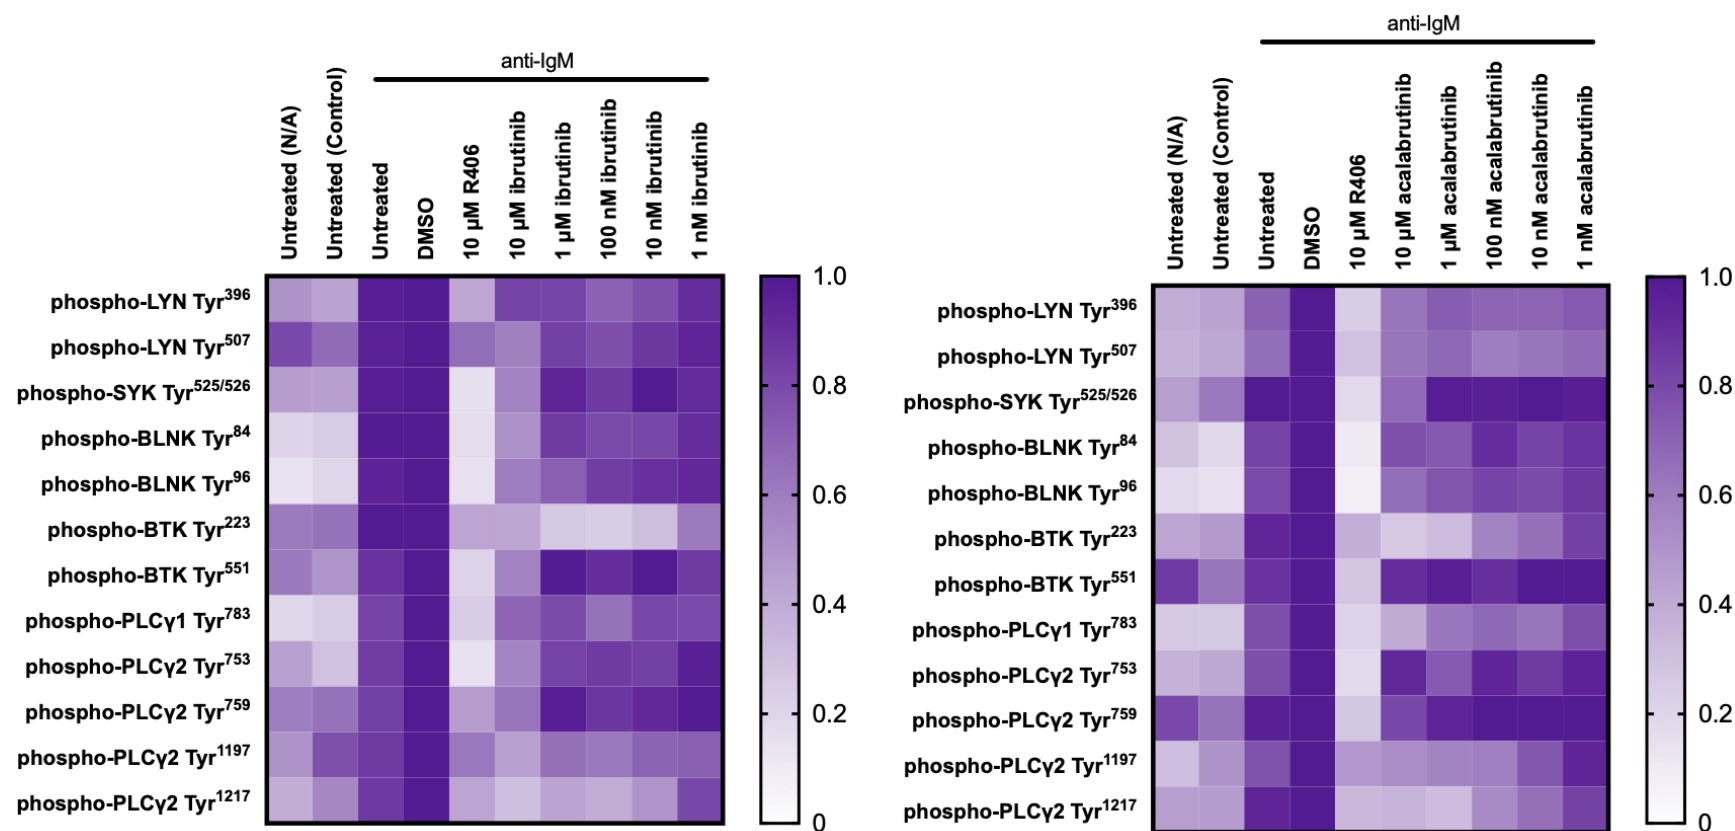 anti-IgM
Untreated (N/A)
Untreated (Control)
Untreated
DMSO
10 µM R406
10 µM ibrutinib
1 µM ibrutinib
100 nM ibrutinib
10 nM ibrutinib
1 nM ibrutinib
phospho-LYN Tyr³⁹⁶
phospho-LYN Tyr⁵⁰⁷
phospho-SYK Tyr⁵²⁵/⁵²⁶
phospho-BLNK Tyr⁸⁴
phospho-BLNK Tyr⁹⁶
phospho-BTK Tyr²²³
phospho-BTK Tyr⁵⁵¹
phospho-PLCγ1 Tyr⁷⁸³
phospho-PLCγ2 Tyr⁷⁵³
phospho-PLCγ2 Tyr⁷⁵⁹
phospho-PLCγ2 Tyr¹¹⁹⁷
phospho-PLCγ2 Tyr¹²¹⁷
1.0
0.8
0.6
0.4
0.2
0
anti-IgM
Untreated (N/A)
Untreated (Control)
Untreated
DMSO
10 µM R406
10 µM acalabrutinib
1 µM acalabrutinib
100 nM acalabrutinib
10 nM acalabrutinib
1 nM acalabrutinib
phospho-LYN Tyr³⁹⁶
phospho-LYN Tyr⁵⁰⁷
phospho-SYK Tyr⁵²⁵/⁵²⁶
phospho-BLNK Tyr⁸⁴
phospho-BLNK Tyr⁹⁶
phospho-BTK Tyr²²³
phospho-BTK Tyr⁵⁵¹
phospho-PLCγ1 Tyr⁷⁸³
phospho-PLCγ2 Tyr⁷⁵³
phospho-PLCγ2 Tyr⁷⁵⁹
phospho-PLCγ2 Tyr¹¹⁹⁷
phospho-PLCγ2 Tyr¹²¹⁷
1.0
0.8
0.6
0.4
0.2
0